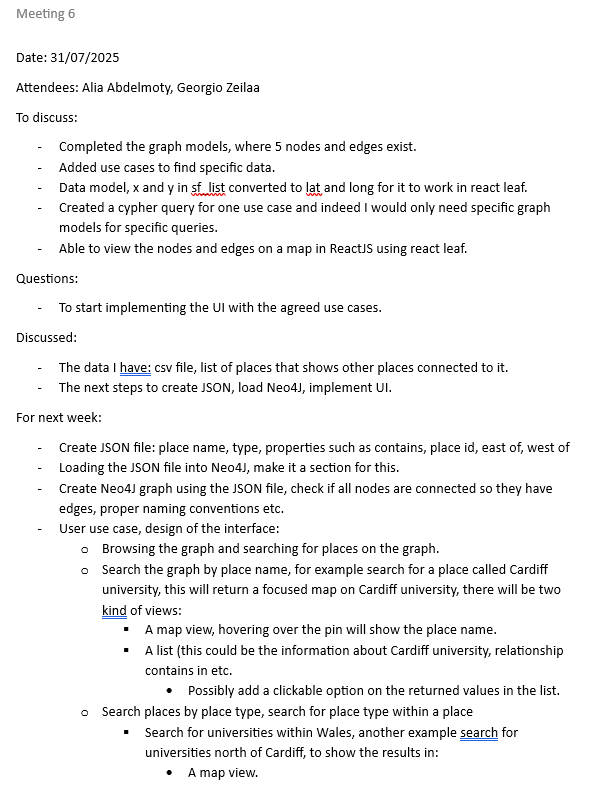 Meeting 6
Date: 31/07/2025
Attendees: Alia Abdelmoty, Georgio Zeilaa
To discuss:
- Completed the graph models, where 5 nodes and edges exist.
- Added use cases to find specific data.
- Data model, x and y in sf_list converted to lat and long for it to work in react leaf.
- Created a cypher query for one use case and indeed I would only need specific graph
models for specific queries.
- Able to view the nodes and edges on a map in ReactJS using react leaf.
Questions:
- To start implementing the UI with the agreed use cases.
Discussed:
- The data I have: csv file, list of places that shows other places connected to it.
- The next steps to create JSON, load Neo4J, implement UI.
For next week:
- Create JSON file: place name, type, properties such as contains, place id, east of, west of
- Loading the JSON file into Neo4J, make it a section for this.
- Create Neo4J graph using the JSON file, check if all nodes are connected so they have
edges, proper naming conventions etc.
- User use case, design of the interface:
o Browsing the graph and searching for places on the graph.
o Search the graph by place name, for example search for a place called Cardiff
university, this will return a focused map on Cardiff university, there will be two
kind of views:
▪ A map view, hovering over the pin will show the place name.
▪ A list (this could be the information about Cardiff university, relationship
contains in etc.
• Possibly add a clickable option on the returned values in the list.
o Search places by place type, search for place type within a place
▪ Search for universities within Wales, another example search for
universities north of Cardiff, to show the results in:
• A map view.